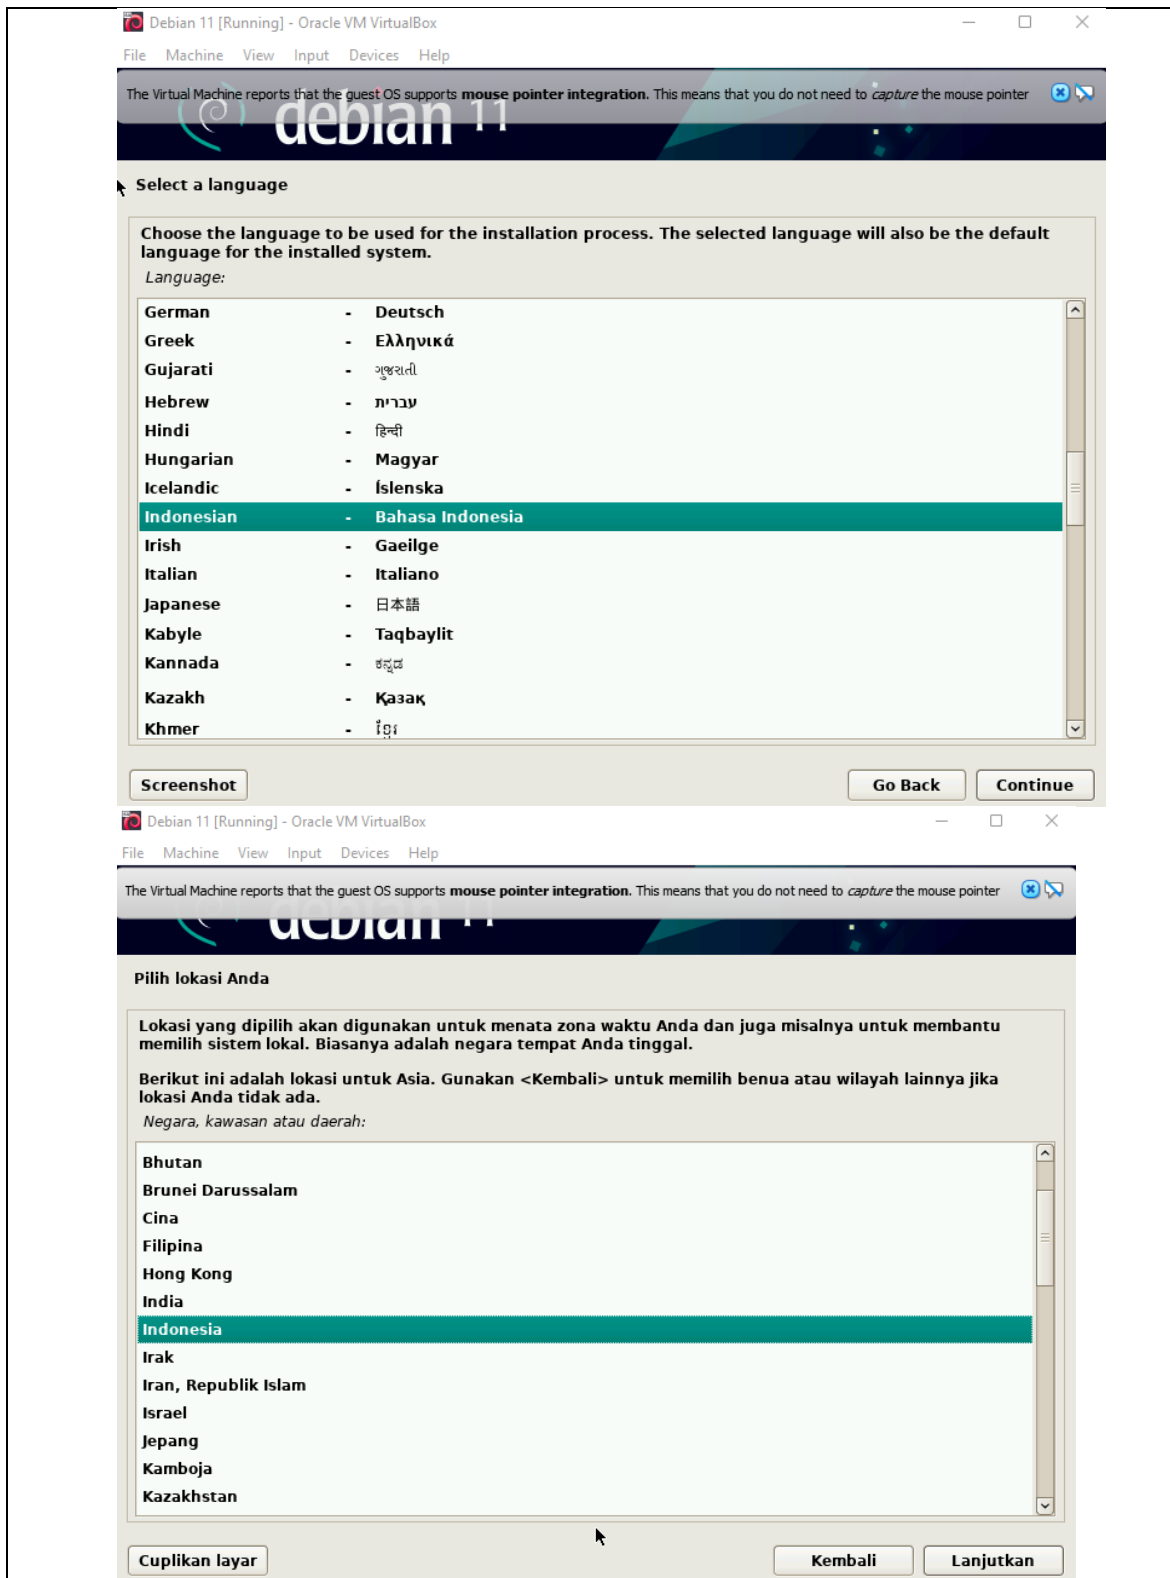 Debian 11 [Running] - Oracle VM VirtualBox
File Machine View Input Devices Help
The Virtual Machine reports that the guest OS supports mouse pointer integration. This means that you do not need to capture the mouse pointer
debian 11
Select a language
Choose the language to be used for the installation process. The selected language will also be the default
language for the installed system.
Language:
German - Deutsch
Greek - Ελληνικά
Gujarati - ગુજરાતી
Hebrew - עברית
Hindi - हिन्दी
Hungarian - Magyar
Icelandic - Íslenska
Indonesian - Bahasa Indonesia
Irish - Gaeilge
Italian - Italiano
Japanese - 日本語
Kabyle - Taqbaylit
Kannada - ಕನ್ನಡ
Kazakh - Қазақ
Khmer - ខ្មែរ
Screenshot Go Back Continue
Debian 11 [Running] - Oracle VM VirtualBox
File Machine View Input Devices Help
The Virtual Machine reports that the guest OS supports mouse pointer integration. This means that you do not need to capture the mouse pointer
debian 11
Pilih lokasi Anda
Lokasi yang dipilih akan digunakan untuk menata zona waktu Anda dan juga misalnya untuk membantu
memilih sistem lokal. Biasanya adalah negara tempat Anda tinggal.
Berikut ini adalah lokasi untuk Asia. Gunakan <Kembali> untuk memilih benua atau wilayah lainnya jika
lokasi Anda tidak ada.
Negara, kawasan atau daerah:
Bhutan
Brunei Darussalam
Cina
Filipina
Hong Kong
India
Indonesia
Irak
Iran, Republik Islam
Israel
Jepang
Kamboja
Kazakhstan
Cuplikan layar Kembali Lanjutkan